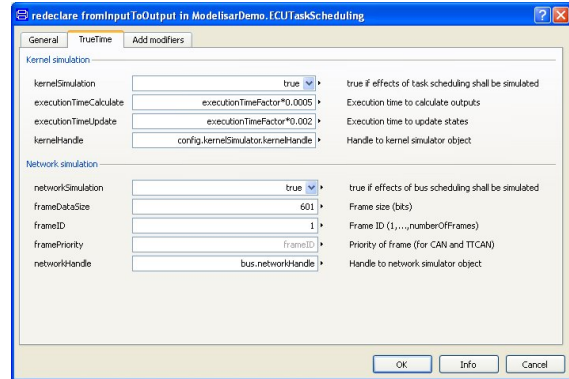 redeclare fromInputToOutput in ModelisarDemo.ECUTaskScheduling
General TrueTime Add modifiers
Kernel simulation
kernelSimulation true true if effects of task scheduling shall be simulated
executionTimeCalculate executionTimeFactor*0.0005 Execution time to calculate outputs
executionTimeUpdate executionTimeFactor*0.002 Execution time to update states
kernelHandle config.kernelSimulator.kernelHandle Handle to kernel simulator object
Network simulation
networkSimulation true true if effects of bus scheduling shall be simulated
frameDataSize 601 Frame size (bits)
frameID 1 Frame ID (1,...,numberOfFrames)
framePriority frameID Priority of frame (for CAN and TTCAN)
networkHandle bus.networkHandle Handle to network simulator object
OK Info Cancel